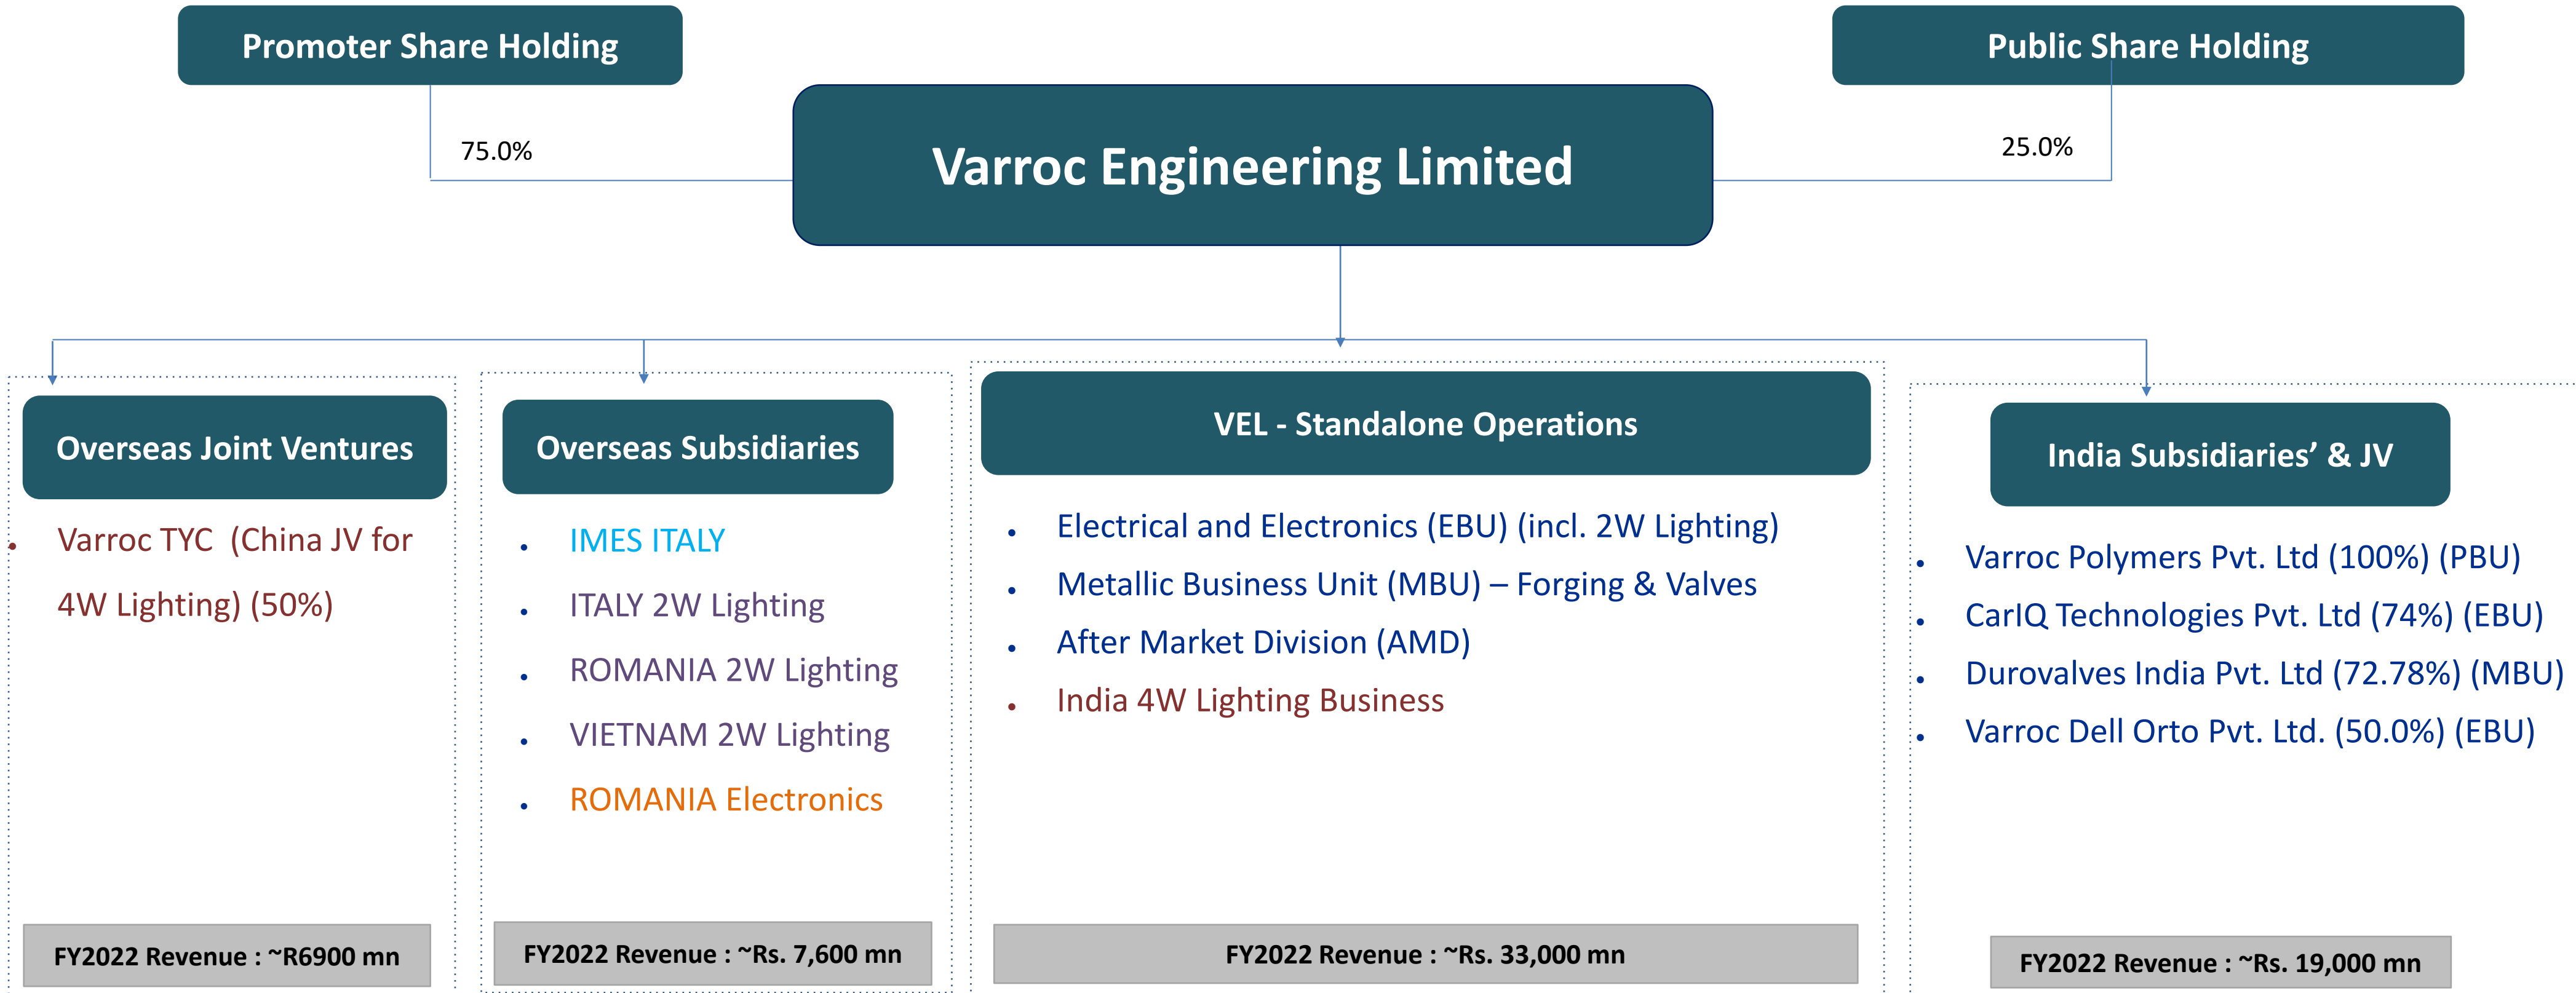 Promoter Share Holding
Public Share Holding
75.0%
Varroc Engineering Limited
25.0%
Overseas Joint Ventures
• Varroc TYC (China JV for
4W Lighting) (50%)
FY2022 Revenue : ~R6900 mn
Overseas Subsidiaries
• IMES ITALY
• ITALY 2W Lighting
• ROMANIA 2W Lighting
• VIETNAM 2W Lighting
• ROMANIA Electronics
FY2022 Revenue : ~Rs. 7,600 mn
VEL - Standalone Operations
• Electrical and Electronics (EBU) (incl. 2W Lighting)
• Metallic Business Unit (MBU) – Forging & Valves
• After Market Division (AMD)
• India 4W Lighting Business
FY2022 Revenue : ~Rs. 33,000 mn
India Subsidiaries’ & JV
• Varroc Polymers Pvt. Ltd (100%) (PBU)
• CarIQ Technologies Pvt. Ltd (74%) (EBU)
• Durovalves India Pvt. Ltd (72.78%) (MBU)
• Varroc Dell Orto Pvt. Ltd. (50.0%) (EBU)
FY2022 Revenue : ~Rs. 19,000 mn